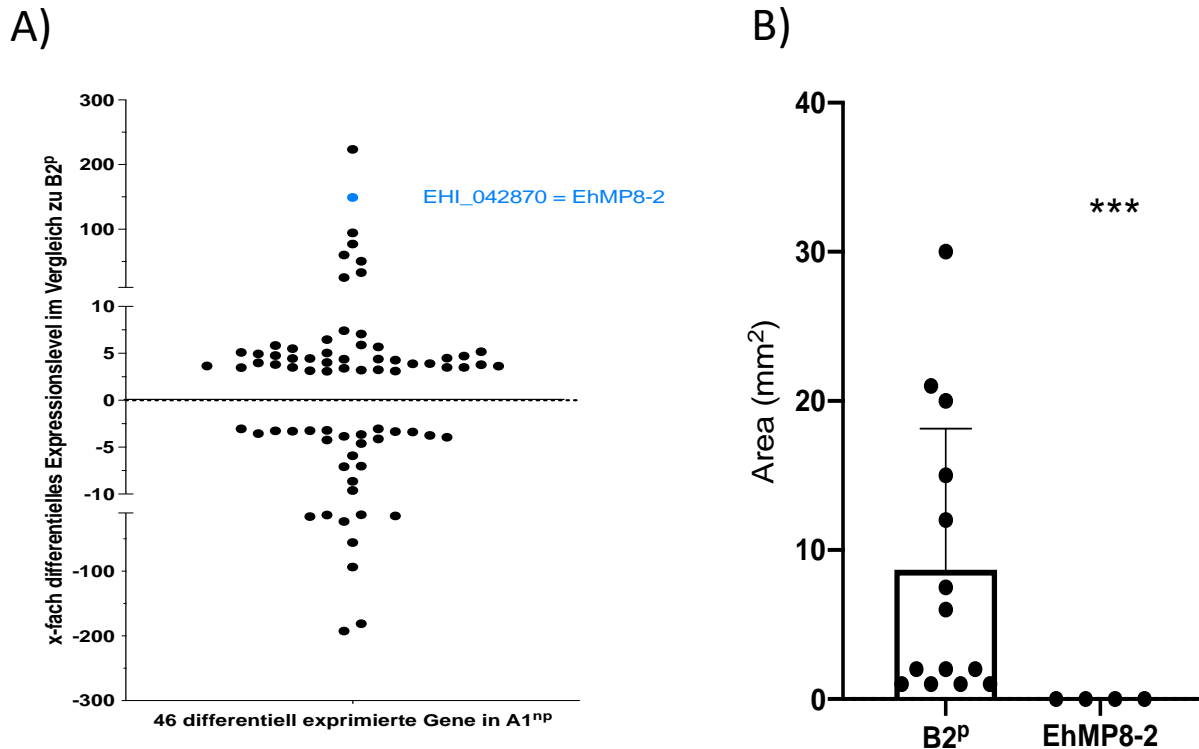 A)
B)
x-fach differentielles Expressionslevel im Vergleich zu B2ᵖ
300
200
100
10
5
0
-5
-10
-100
-200
-300
EHI_042870 = EhMP8-2
46 differentiell exprimierte Gene in A1ⁿᵖ
Area (mm²)
40
30
20
10
0
***
B2ᵖ
EhMP8-2